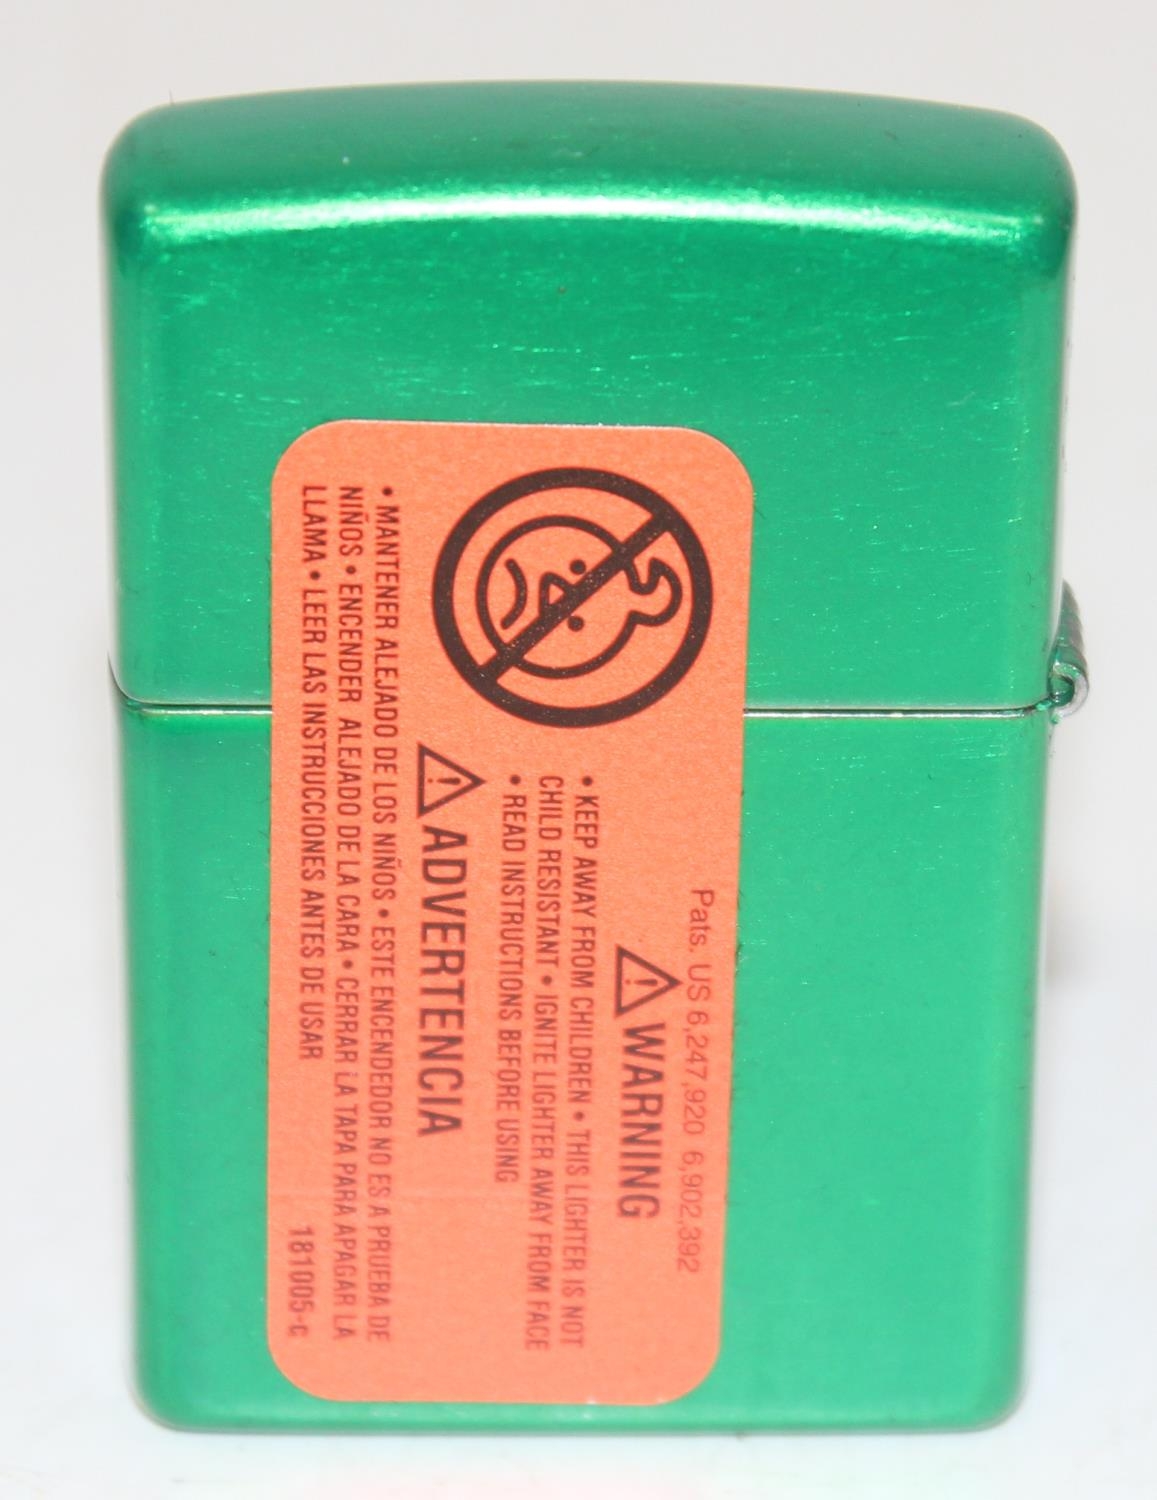 Pats. US 6,247,920 6,902,392
WARNING
• KEEP AWAY FROM CHILDREN • THIS LIGHTER IS NOT
CHILD RESISTANT • IGNITE LIGHTER AWAY FROM FACE
• READ INSTRUCTIONS BEFORE USING
ADVERTENCIA
• MANTENER ALEJADO DE LOS NIÑOS • ESTE ENCENDEDOR NO ES A PRUEBA DE
NIÑOS • ENCENDER ALEJADO DE LA CARA • CERRAR LA TAPA PARA APAGAR LA
LLAMA • LEER LAS INSTRUCCIONES ANTES DE USAR
181005-c